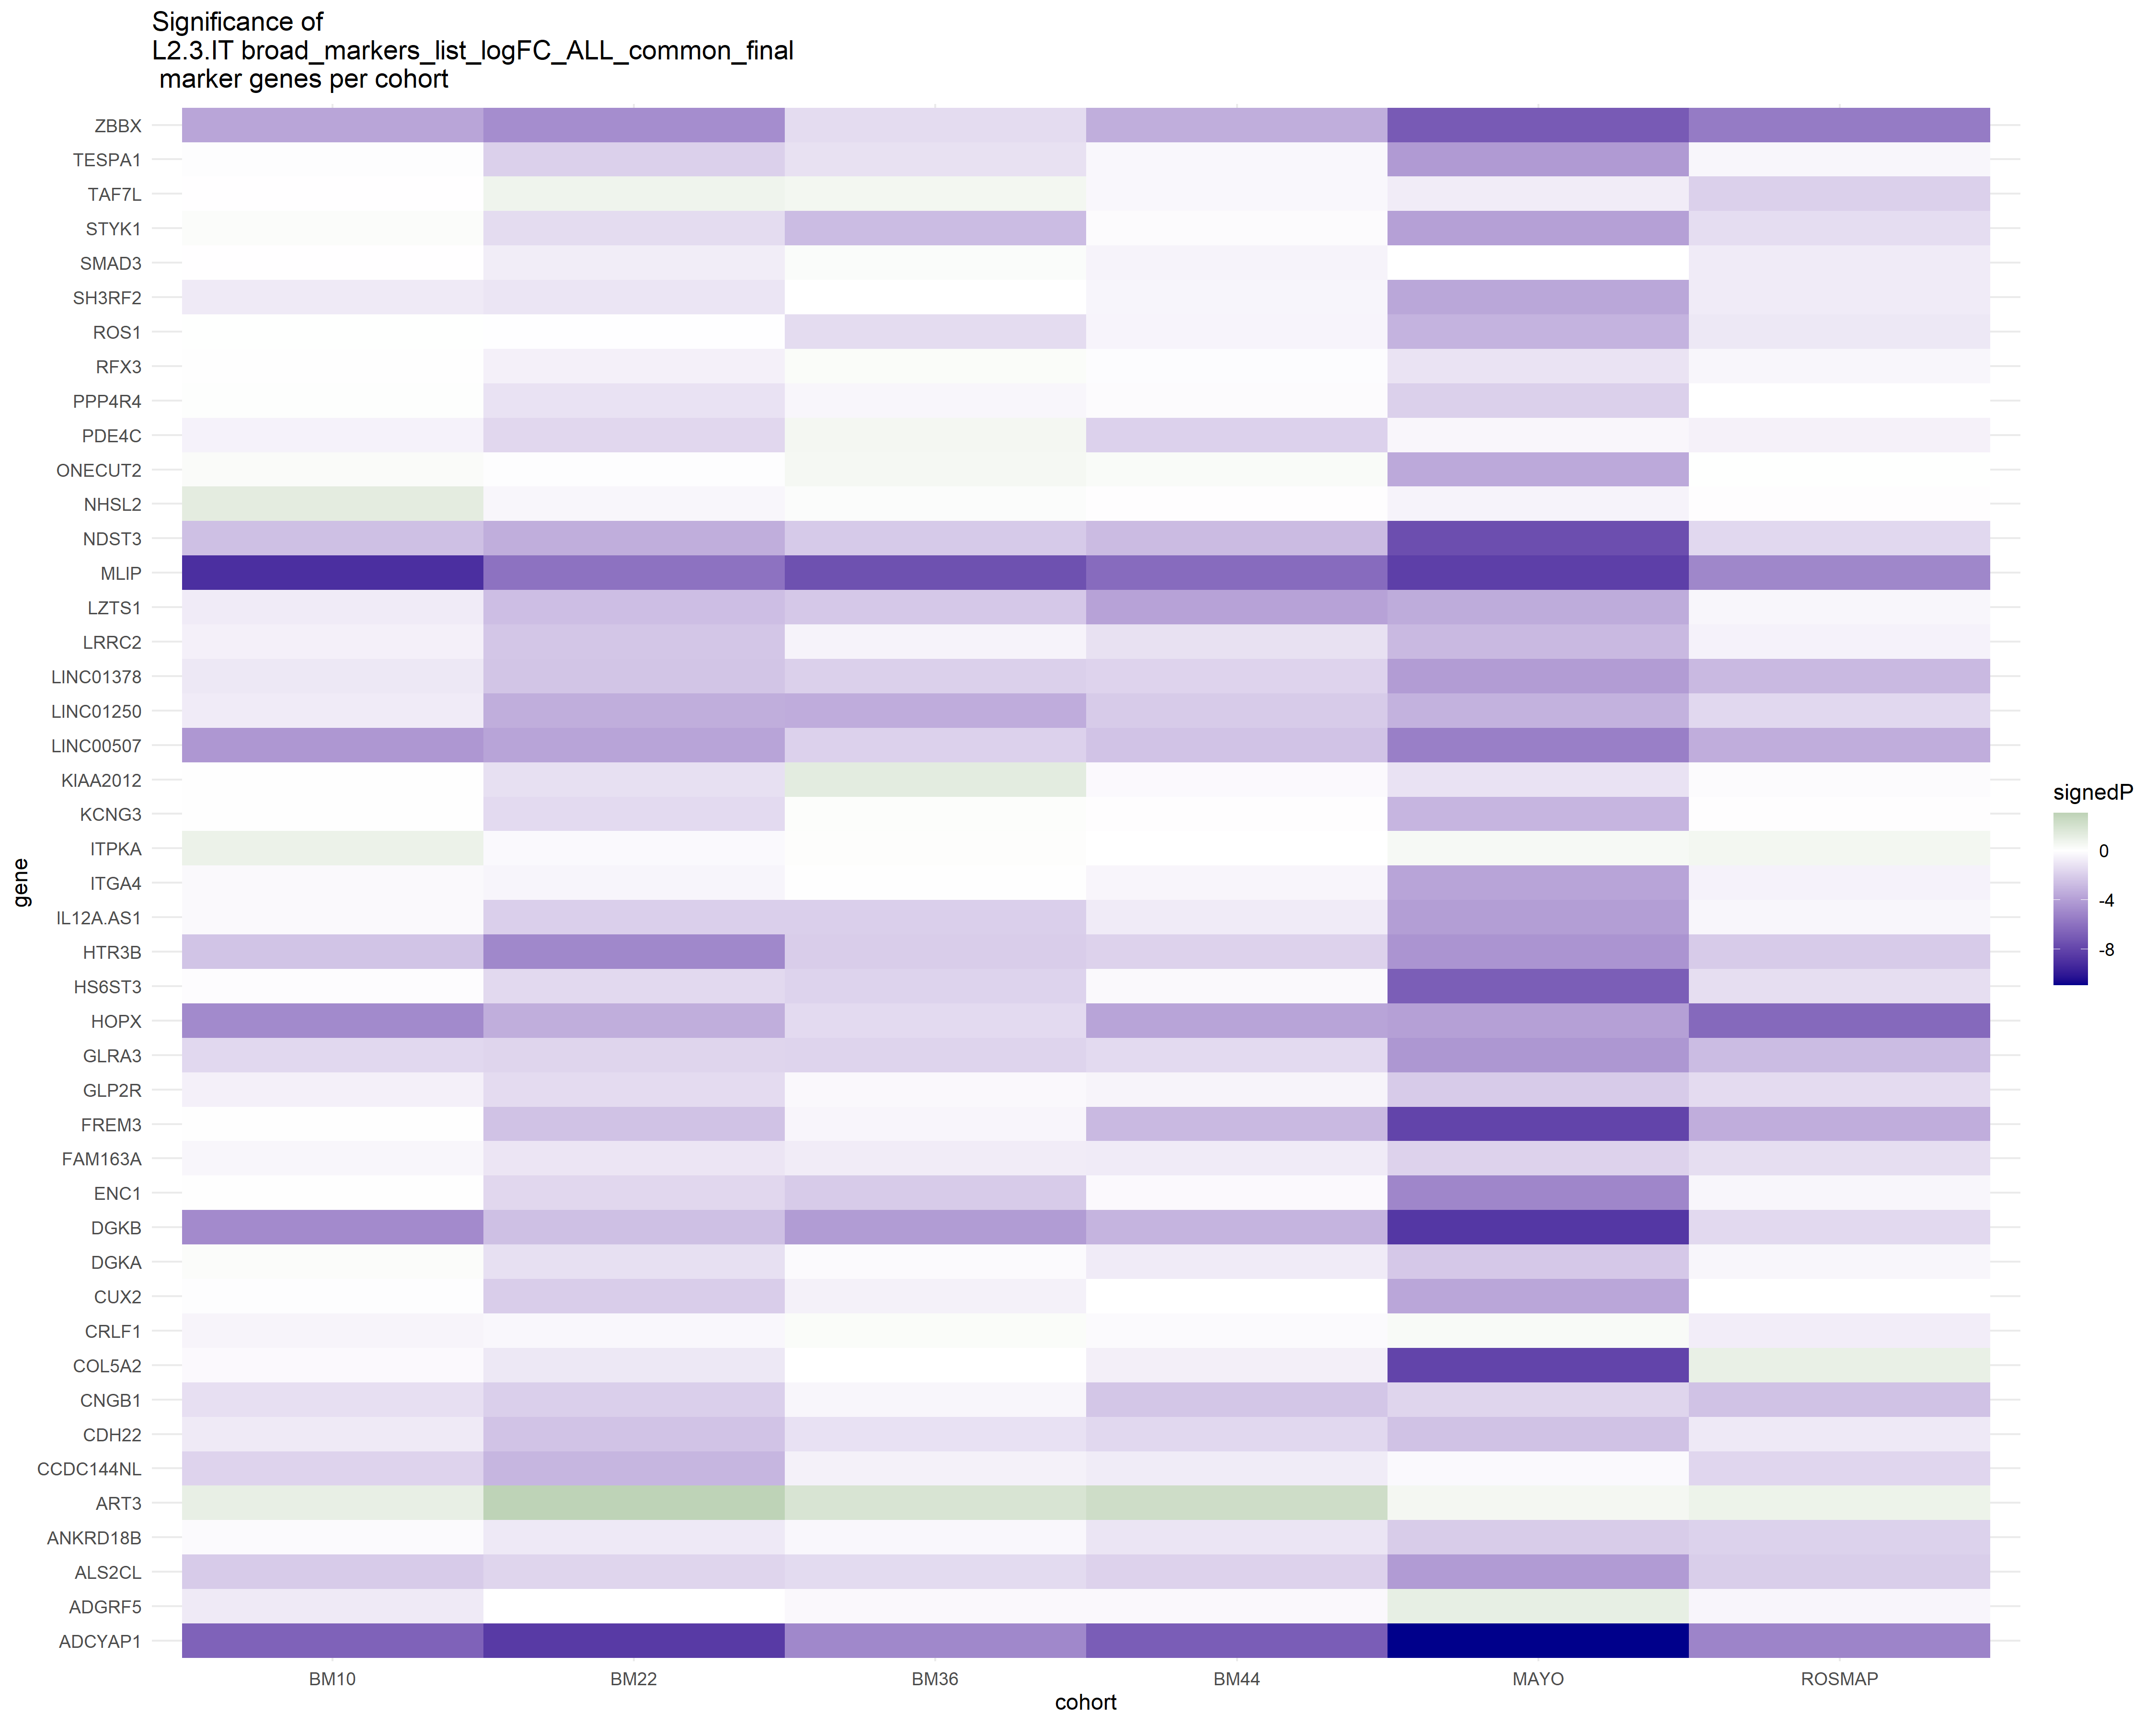 Significance of
L2.3.IT broad_markers_list_logFC_ALL_common_final
marker genes per cohort
ZBBX
TESPA1
TAF7L
STYK1
SMAD3
SH3RF2
ROS1
RFX3
PPP4R4
PDE4C
ONECUT2
NHSL2
NDST3
MLIP
LZTS1
LRRC2
LINC01378
LINC01250
LINC00507
KIAA2012
KCNG3
ITPKA
ITGA4
IL12A.AS1
HTR3B
HS6ST3
HOPX
GLRA3
GLP2R
FREM3
FAM163A
ENC1
DGKB
DGKA
CUX2
CRLF1
COL5A2
CNGB1
CDH22
CCDC144NL
ART3
ANKRD18B
ALS2CL
ADGRF5
ADCYAP1
gene
BM10 BM22 BM36 BM44 MAYO ROSMAP
cohort
signedP
0
-4
-8